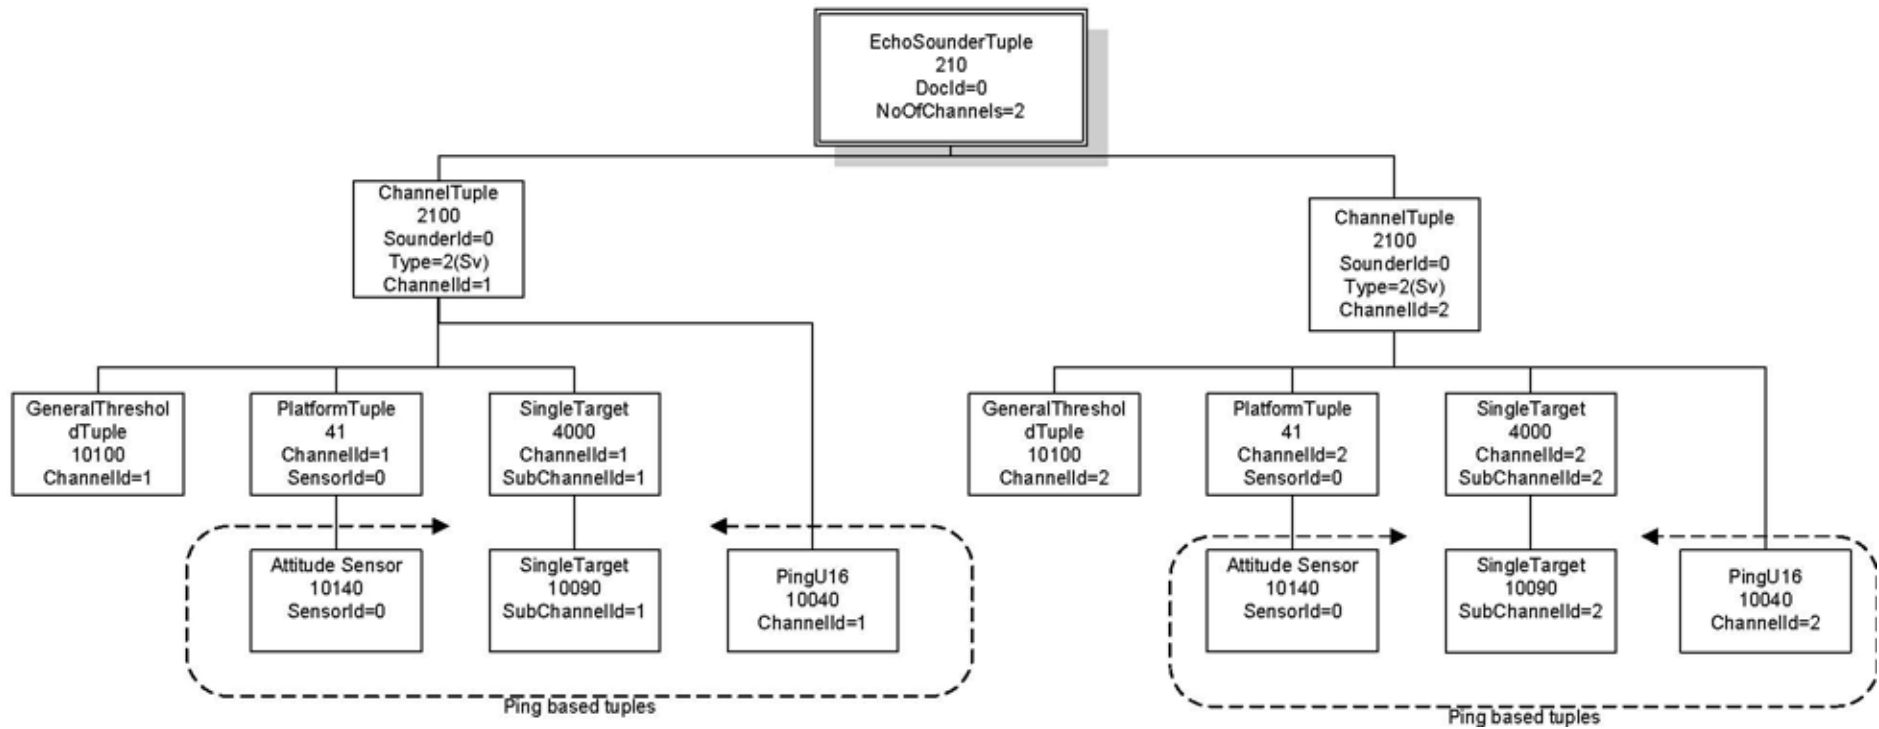 EchoSounderTuple
210
DocId=0
NoOfChannels=2
ChannelTuple
2100
SounderId=0
Type=2(Sv)
ChannelId=1
ChannelTuple
2100
SounderId=0
Type=2(Sv)
ChannelId=2
GeneralThreshol
dTuple
10100
ChannelId=1
PlatformTuple
41
ChannelId=1
SensorId=0
SingleTarget
4000
ChannelId=1
SubChannelId=1
GeneralThreshol
dTuple
10100
ChannelId=2
PlatformTuple
41
ChannelId=2
SensorId=0
SingleTarget
4000
ChannelId=2
SubChannelId=2
Attitude Sensor
10140
SensorId=0
SingleTarget
10090
SubChannelId=1
PingU16
10040
ChannelId=1
Attitude Sensor
10140
SensorId=0
SingleTarget
10090
SubChannelId=2
PingU16
10040
ChannelId=2
Ping based tuples
Ping based tuples